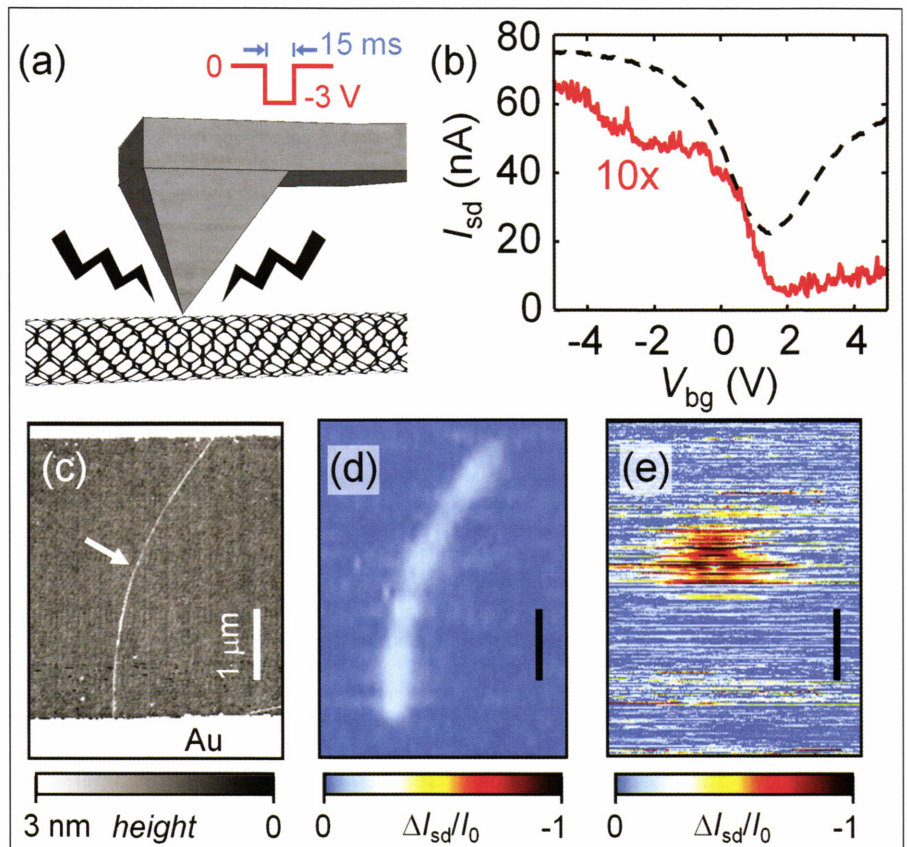 (a)
15 ms
0
-3 V
(b)
80
60
40
20
0
I_sd (nA)
10x
-4 -2 0 2 4
V_bg (V)
(c)
1 μm
Au
3 nm height 0
(d)
0 ΔI_sd/I_0 -1
(e)
0 ΔI_sd/I_0 -1